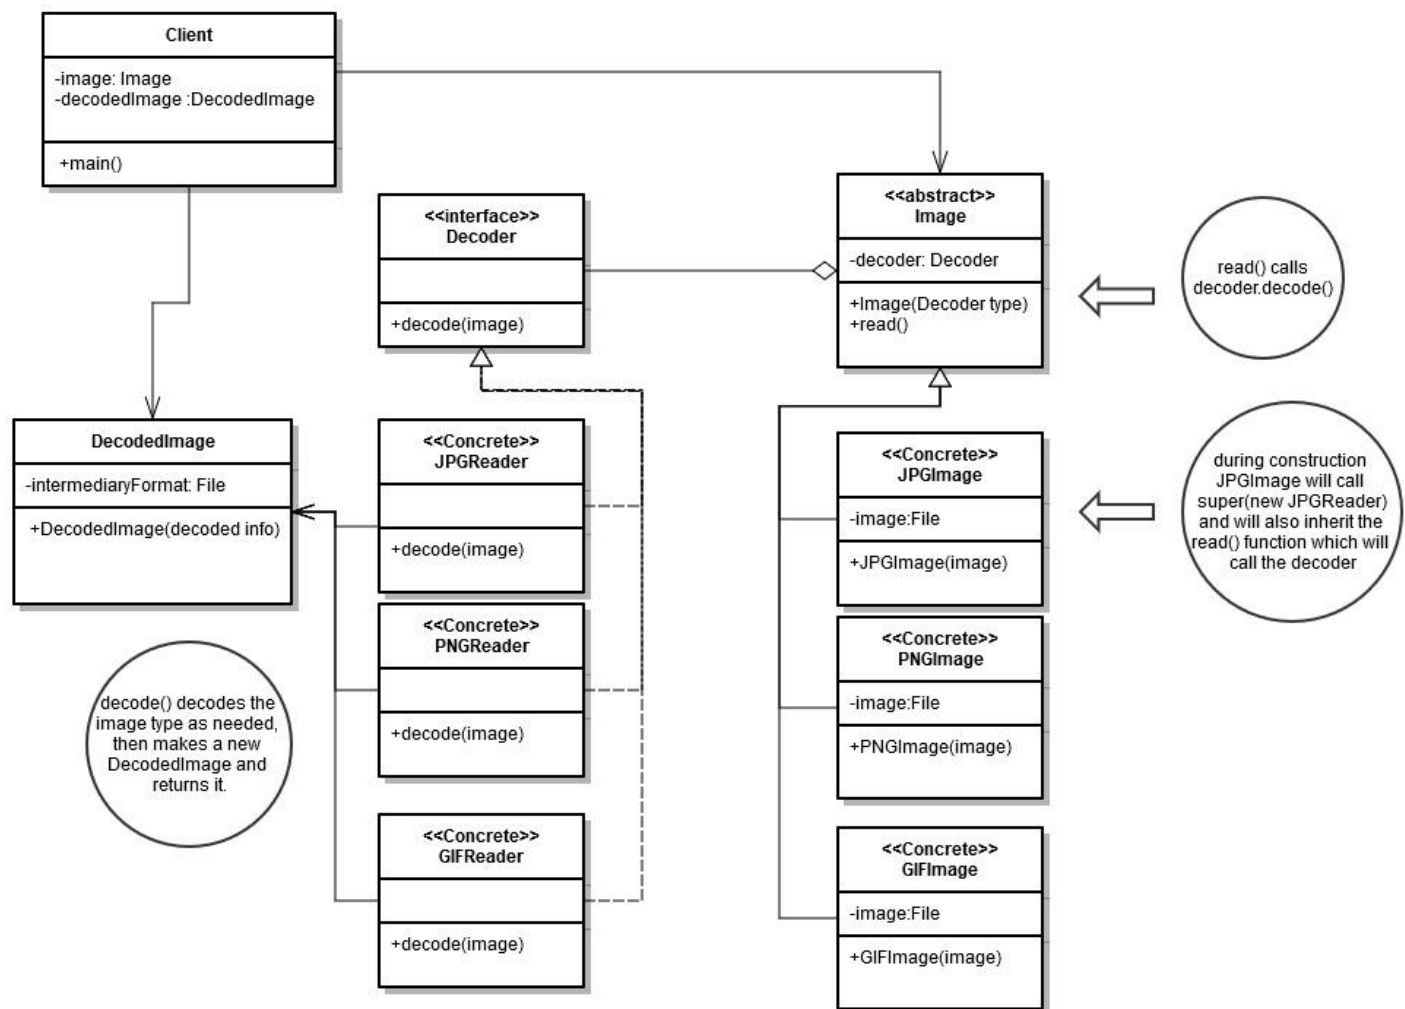 Client
-image: Image
-decodedImage :DecodedImage
+main()
<<interface>>
Decoder
+decode(image)
<<abstract>>
Image
-decoder: Decoder
+Image(Decoder type)
+read()
read() calls
decoder.decode()
DecodedImage
-intermediaryFormat: File
+DecodedImage(decoded info)
<<Concrete>>
JPGReader
+decode(image)
<<Concrete>>
JPGImage
-image:File
+JPGImage(image)
during construction
JPGImage will call
super(new JPGReader)
and will also inherit the
read() function which will
call the decoder
<<Concrete>>
PNGReader
+decode(image)
<<Concrete>>
PNGImage
-image:File
+PNGImage(image)
decode() decodes the
image type as needed,
then makes a new
DecodedImage and
returns it.
<<Concrete>>
GIFReader
+decode(image)
<<Concrete>>
GIFImage
-image:File
+GIFImage(image)